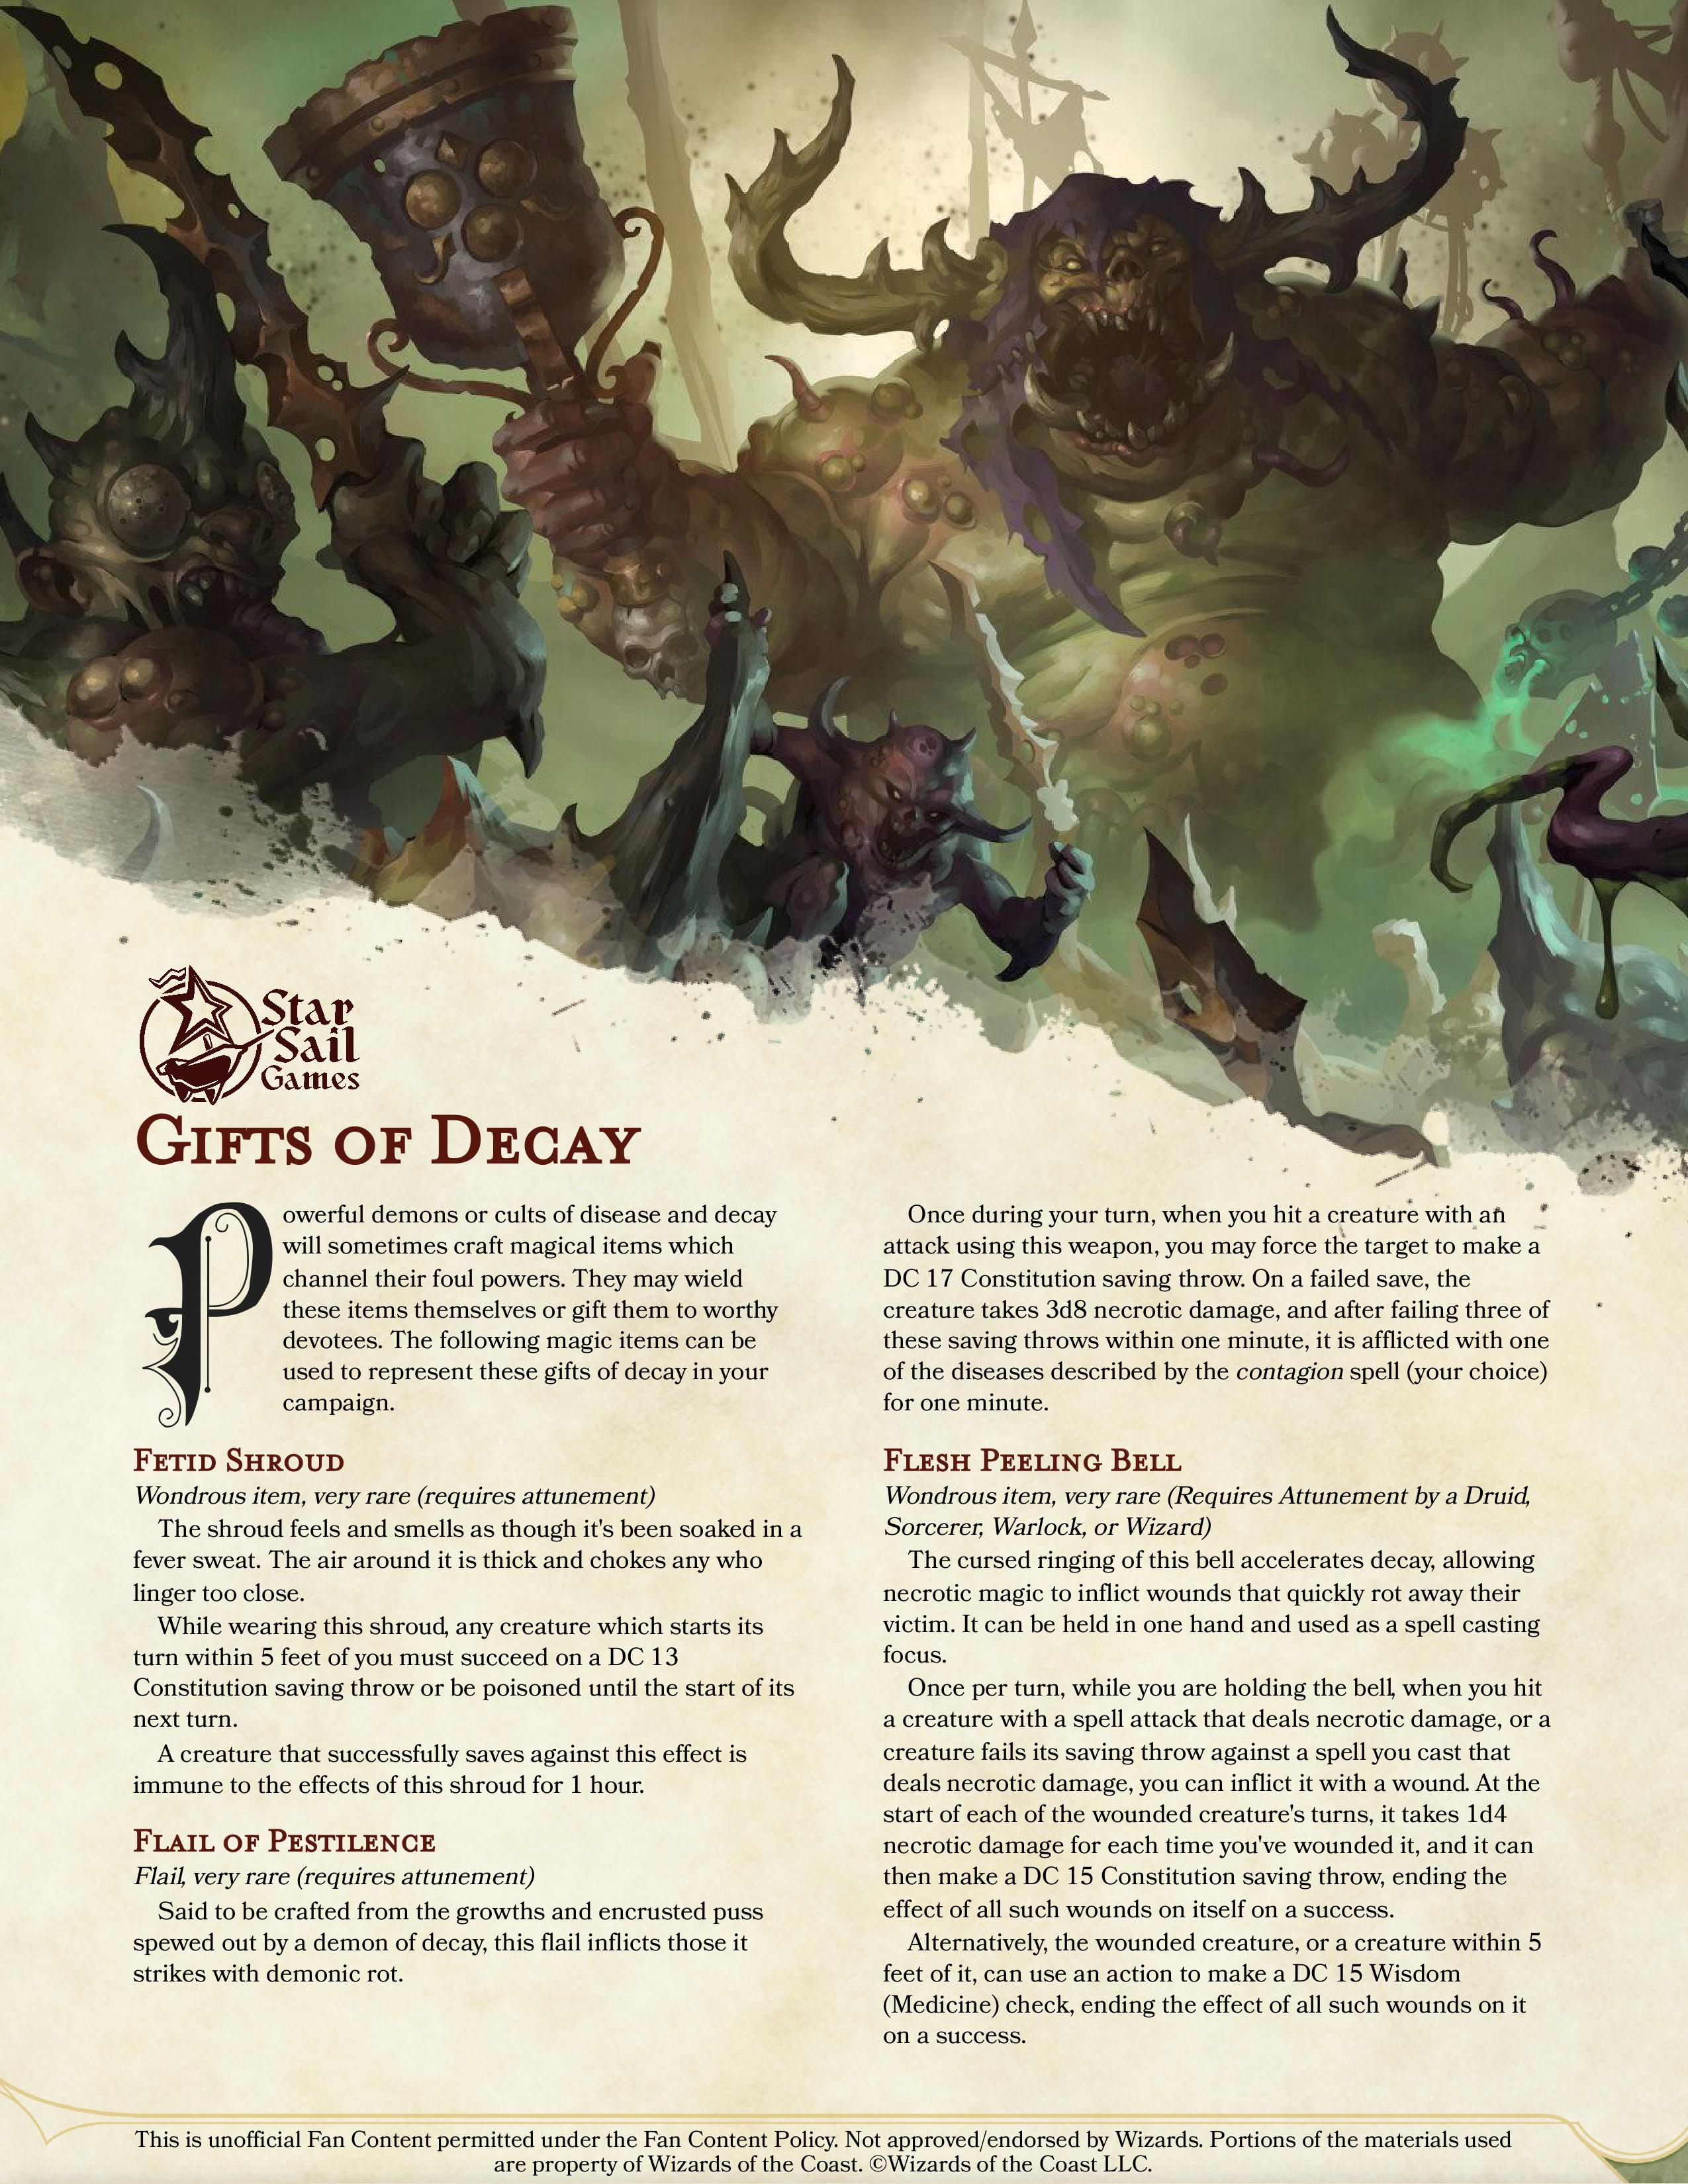 Star
Sail
Games
Gifts of Decay
Powerful demons or cults of disease and decay
will sometimes craft magical items which
channel their foul powers. They may wield
these items themselves or gift them to worthy
devotees. The following magic items can be
used to represent these gifts of decay in your
campaign.
Fetid Shroud
Wondrous item, very rare (requires attunement)
The shroud feels and smells as though it's been soaked in a
fever sweat. The air around it is thick and chokes any who
linger too close.
While wearing this shroud, any creature which starts its
turn within 5 feet of you must succeed on a DC 13
Constitution saving throw or be poisoned until the start of its
next turn.
A creature that successfully saves against this effect is
immune to the effects of this shroud for 1 hour.
Flail of Pestilence
Flail, very rare (requires attunement)
Said to be crafted from the growths and encrusted puss
spewed out by a demon of decay, this flail inflicts those it
strikes with demonic rot.
Once during your turn, when you hit a creature with an
attack using this weapon, you may force the target to make a
DC 17 Constitution saving throw. On a failed save, the
creature takes 3d8 necrotic damage, and after failing three of
these saving throws within one minute, it is afflicted with one
of the diseases described by the contagion spell (your choice)
for one minute.
Flesh Peeling Bell
Wondrous item, very rare (Requires Attunement by a Druid,
Sorcerer, Warlock, or Wizard)
The cursed ringing of this bell accelerates decay, allowing
necrotic magic to inflict wounds that quickly rot away their
victim. It can be held in one hand and used as a spell casting
focus.
Once per turn, while you are holding the bell, when you hit
a creature with a spell attack that deals necrotic damage, or a
creature fails its saving throw against a spell you cast that
deals necrotic damage, you can inflict it with a wound. At the
start of each of the wounded creature's turns, it takes 1d4
necrotic damage for each time you've wounded it, and it can
then make a DC 15 Constitution saving throw, ending the
effect of all such wounds on itself on a success.
Alternatively, the wounded creature, or a creature within 5
feet of it, can use an action to make a DC 15 Wisdom
(Medicine) check, ending the effect of all such wounds on it
on a success.
This is unofficial Fan Content permitted under the Fan Content Policy. Not approved/endorsed by Wizards. Portions of the materials used
are property of Wizards of the Coast. ©Wizards of the Coast LLC.